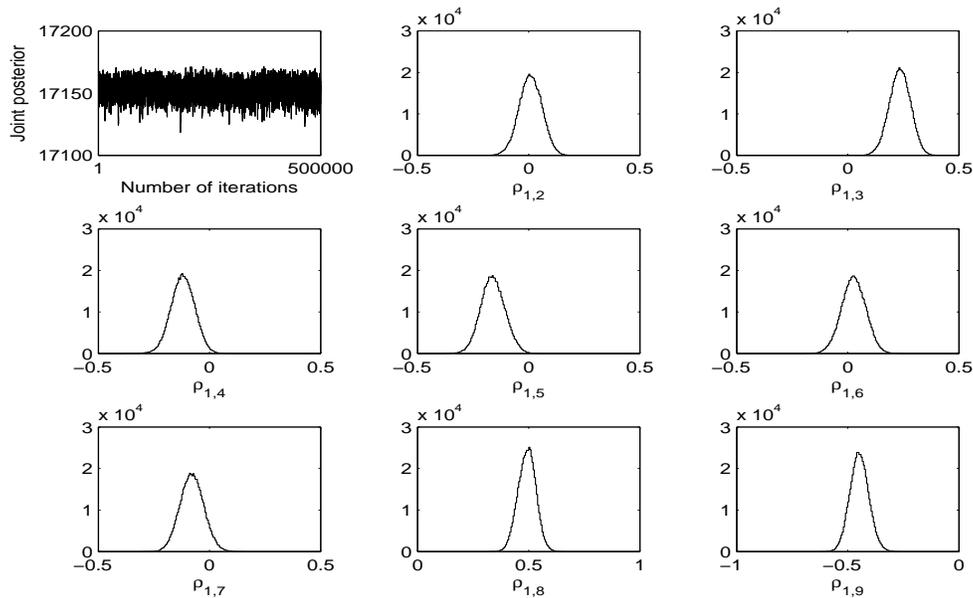 17200
17150
17100
Joint posterior
1 500000
Number of iterations
x 10^4
3
2
1
0
−0.5 0 0.5
ρ1,2
x 10^4
3
2
1
0
−0.5 0 0.5
ρ1,3
x 10^4
3
2
1
0
−0.5 0 0.5
ρ1,4
x 10^4
3
2
1
0
−0.5 0 0.5
ρ1,5
x 10^4
3
2
1
0
−0.5 0 0.5
ρ1,6
x 10^4
3
2
1
0
−0.5 0 0.5
ρ1,7
x 10^4
3
2
1
0
0 0.5 1
ρ1,8
x 10^4
3
2
1
0
−1 −0.5 0
ρ1,9